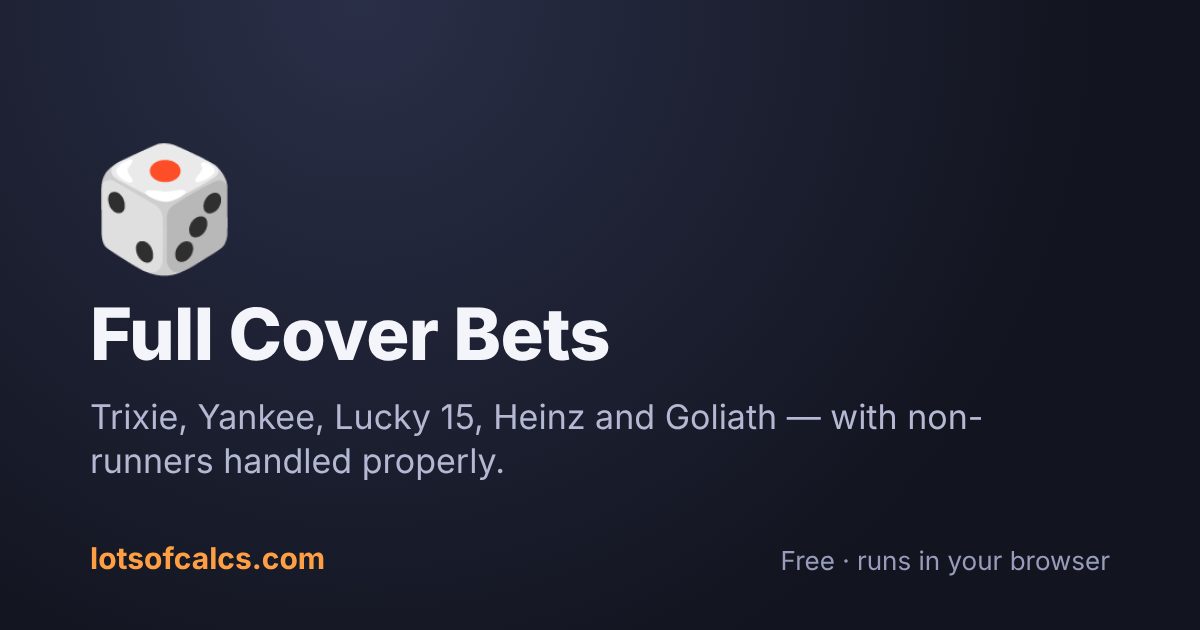 Full Cover Bets
Trixie, Yankee, Lucky 15, Heinz and Goliath — with non-
runners handled properly.
lotsofcalcs.com
Free · runs in your browser